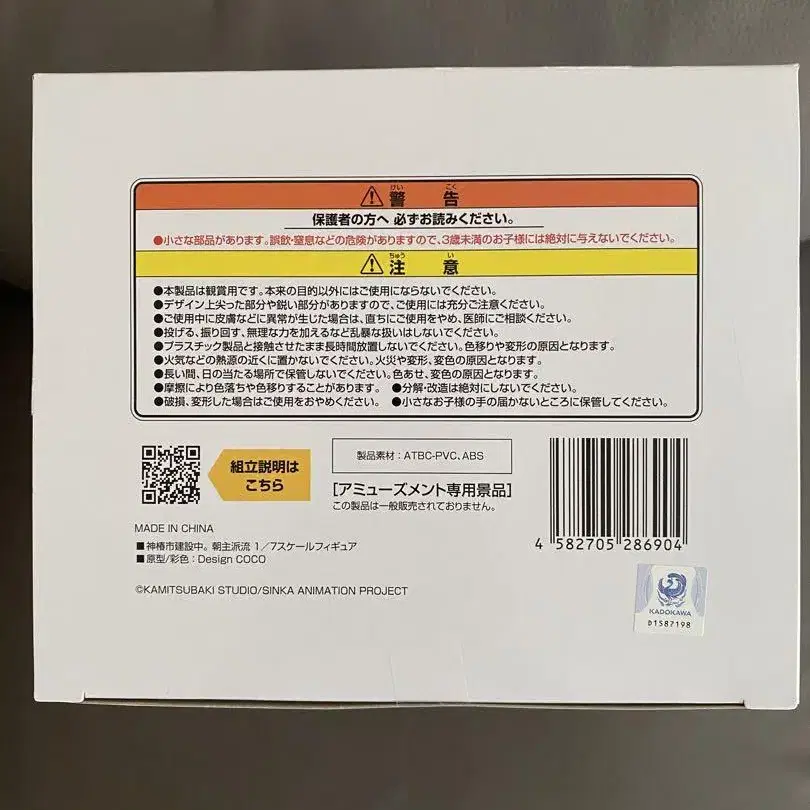 ⚠警告
けい こく
保護者の方へ 必ずお読みください。
●小さな部品があります。誤飲・窒息などの危険がありますので、3歳未満のお子様には絶対に与えないでください。
⚠注意
ちゅう い
●本製品は観賞用です。本来の目的以外にはご使用にならないでください。
●デザイン上尖った部分や鋭い部分がありますので、ご使用には充分ご注意ください。
●ご使用中に皮膚などに異常が生じた場合は、直ちにご使用をやめ、医師にご相談ください。
●投げる、振り回す、無理な力を加えるなど乱暴な扱いはしないでください。
●プラスチック製品と接触させたまま長時間放置しないでください。色移りや変形の原因となります。
●火気などの熱源の近くに置かないでください。火災や変形、変色の原因となります。
●長い間、日の当たる場所で保管しないでください。色あせ、変色の原因となります。
●摩擦により色落ちや色移りすることがあります。 ●分解・改造は絶対にしないでください。
●破損、変形した場合はご使用をおやめください。 ●小さなお子様の手の届かないところに保管してください。
組立説明は
こちら
製品素材:ATBC-PVC、ABS
[アミューズメント専用景品]
この製品は一般販売されておりません。
MADE IN CHINA
■神椿市建設中。朝主派流 1/7スケールフィギュア
■原型/彩色:Design COCO
©KAMITSUBAKI STUDIO/SINKA ANIMATION PROJECT
4 582705 286904
KADOKAWA
D1587198